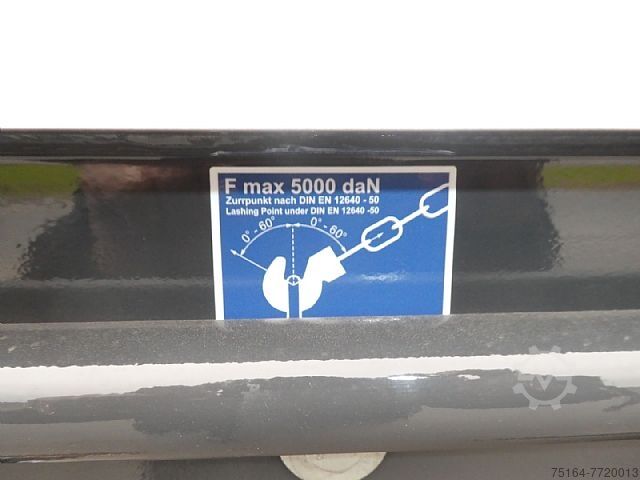 F max 5000 daN
Zurrpunkt nach DIN EN 12640 - 50
Lashing Point under DIN EN 12640 -50
0° - 60° 0° - 60°
75164-7720013